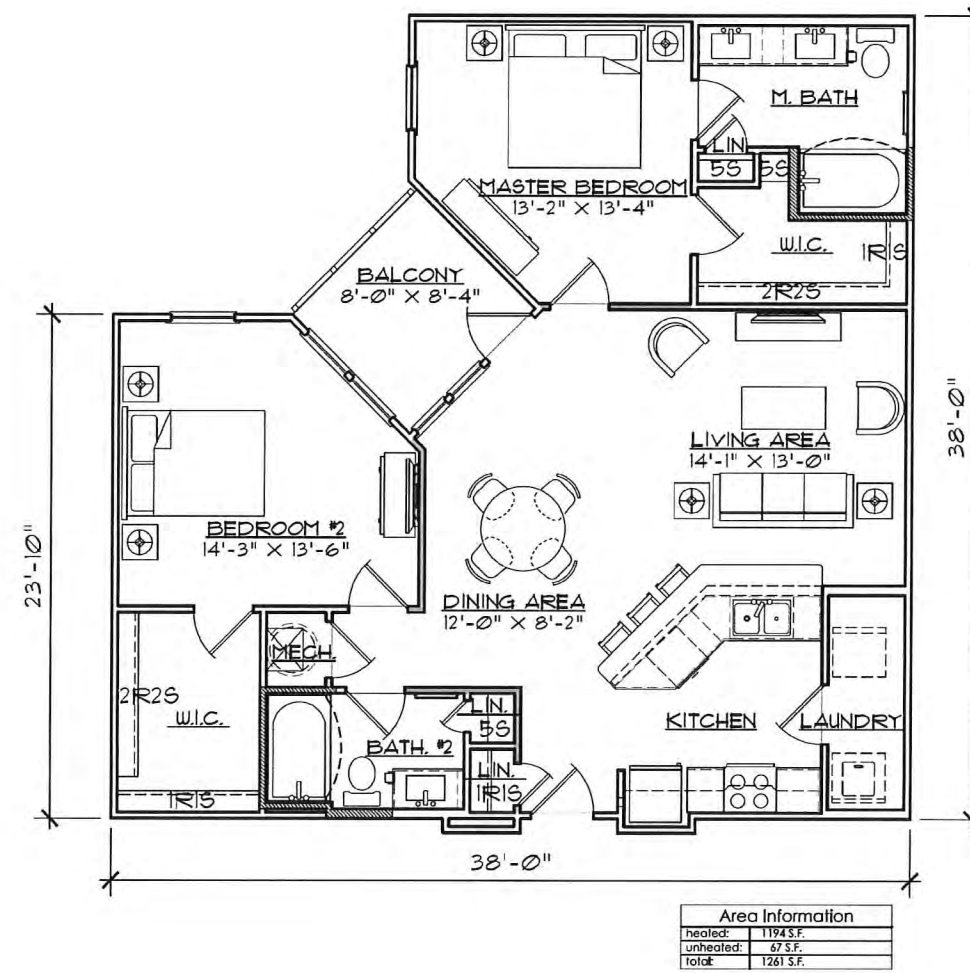 M. BATH
LIN
5S
5S
MASTER BEDROOM
13'-2" X 13'-4"
W.I.C.
1R1S
2R2S
BALCONY
8'-0" X 8'-4"
LIVING AREA
14'-1" X 13'-0"
38'-0"
23'-10"
BEDROOM #2
14'-3" X 13'-6"
DINING AREA
12'-0" X 8'-2"
MECH.
2R2S
W.I.C.
1R1S
BATH. #2
LIN.
5S
LIN.
1R1S
KITCHEN
LAUNDRY
38'-0"
Area Information
heated: 1194 S.F.
unheated: 67 S.F.
total: 1261 S.F.